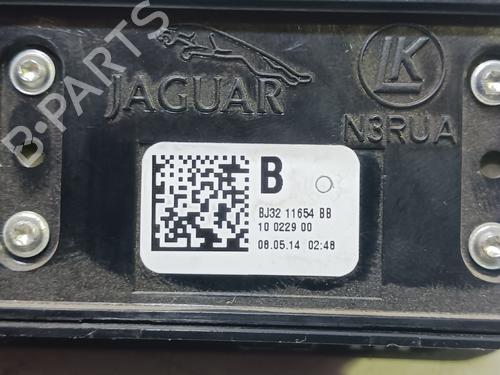 JAGUAR
LK
N3RUA
B
BJ32 11654 BB
10 0229 00
08.05.14 02:48
B-PARTS